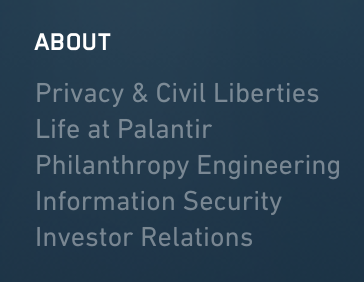 ABOUT
Privacy & Civil Liberties
Life at Palantir
Philanthropy Engineering
Information Security
Investor Relations